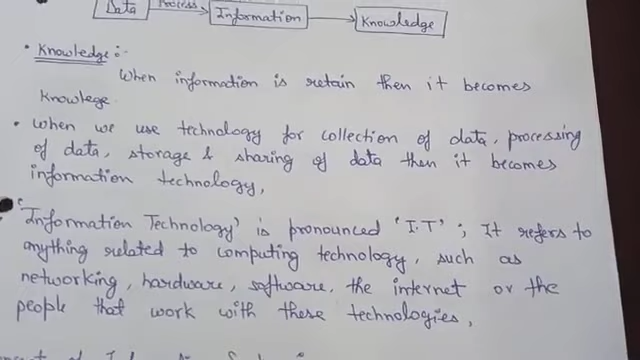 Data Process Information Knowledge
• Knowledge :-
When information is retain then it becomes
Knowlege.
• When we use technology for collection of data, processing
of data, storage & sharing of data then it becomes
information technology,
• 'Information Technology' is pronounced 'I.T' ; It refers to
anything related to computing technology, such as
networking, hardware, software, the internet or the
people that work with these technologies,